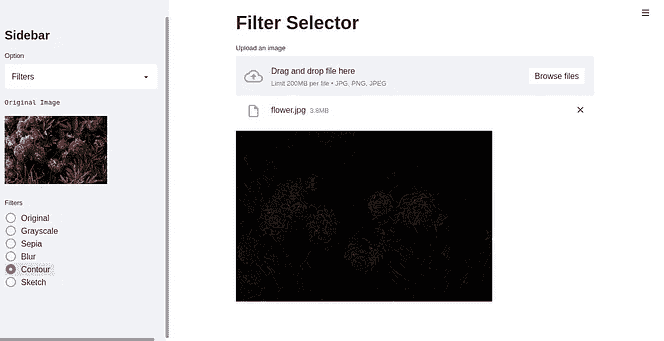 Sidebar
Option
Filters
Original Image
Filters
Original
Grayscale
Sepia
Blur
Contour
Sketch
Filter Selector
Upload an image
Drag and drop file here
Limit 200MB per file • JPG, PNG, JPEG
Browse files
flower.jpg 3.8MB